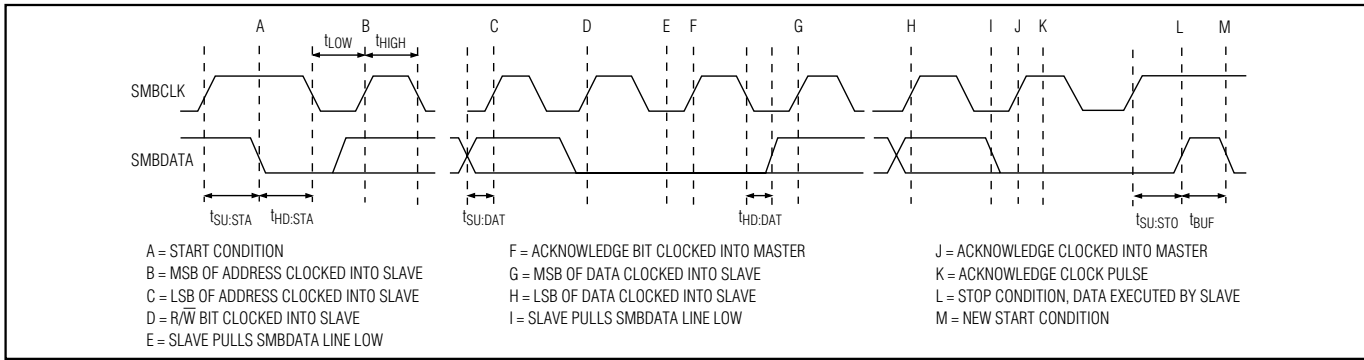 A B C D E F G H I J K L M
tLOW tHIGH
SMBCLK
SMBDATA
tSU:STA tHD:STA tSU:DAT tHD:DAT tSU:STO tBUF
A = START CONDITION
B = MSB OF ADDRESS CLOCKED INTO SLAVE
C = LSB OF ADDRESS CLOCKED INTO SLAVE
D = R/W̅ BIT CLOCKED INTO SLAVE
E = SLAVE PULLS SMBDATA LINE LOW
F = ACKNOWLEDGE BIT CLOCKED INTO MASTER
G = MSB OF DATA CLOCKED INTO SLAVE
H = LSB OF DATA CLOCKED INTO SLAVE
I = SLAVE PULLS SMBDATA LINE LOW
J = ACKNOWLEDGE CLOCKED INTO MASTER
K = ACKNOWLEDGE CLOCK PULSE
L = STOP CONDITION, DATA EXECUTED BY SLAVE
M = NEW START CONDITION